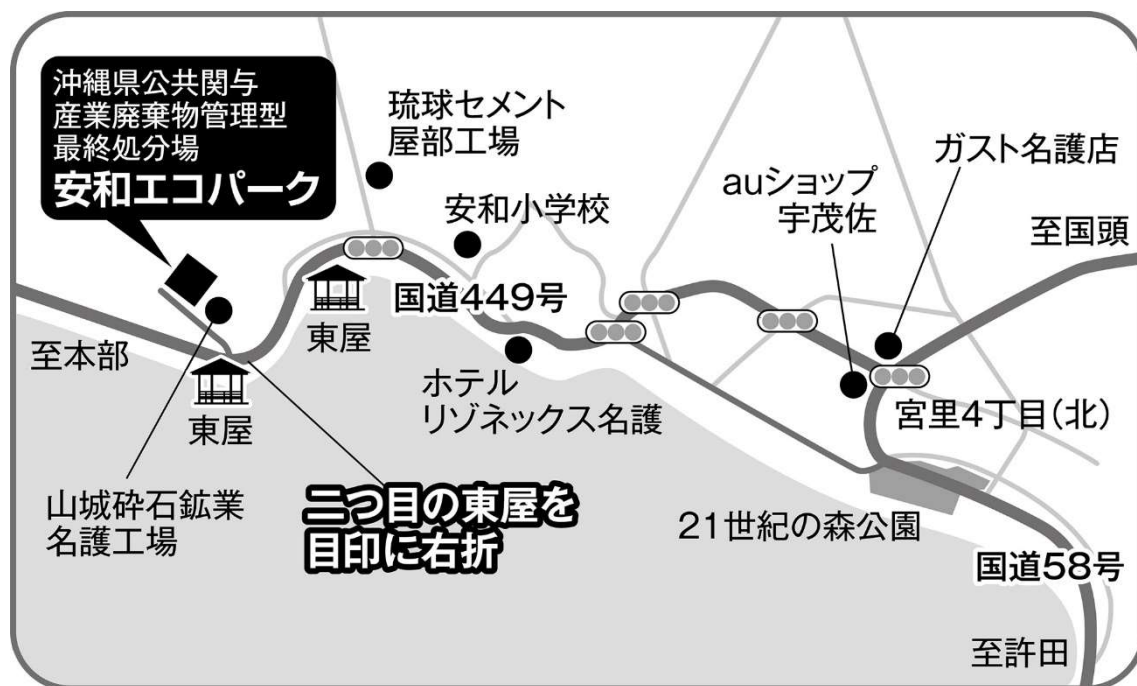 沖縄県公共関与
産業廃棄物管理型
最終処分場
安和エコパーク
琉球セメント
屋部工場
安和小学校
auショップ
宇茂佐
ガスト名護店
至国頭
国道449号
東屋
至本部
東屋
ホテル
リゾネックス名護
宮里4丁目(北)
山城砕石鉱業
名護工場
二つ目の東屋を
目印に右折
21世紀の森公園
国道58号
至許田